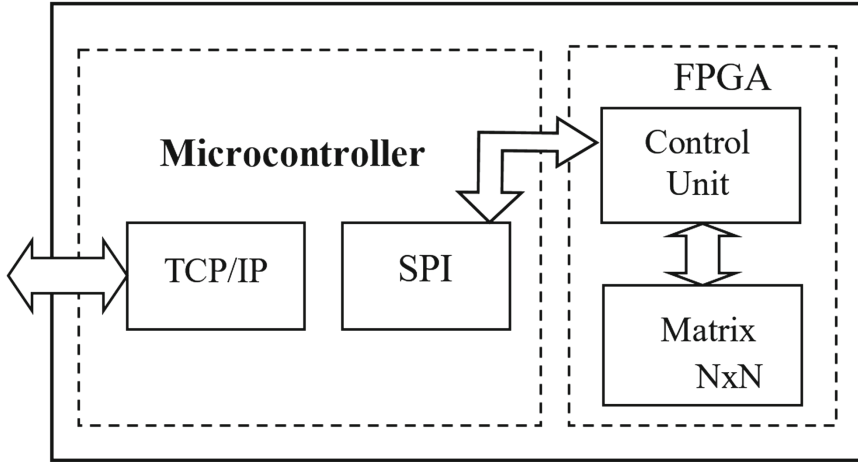 FPGA
Microcontroller
Control
Unit
TCP/IP
SPI
Matrix
NxN